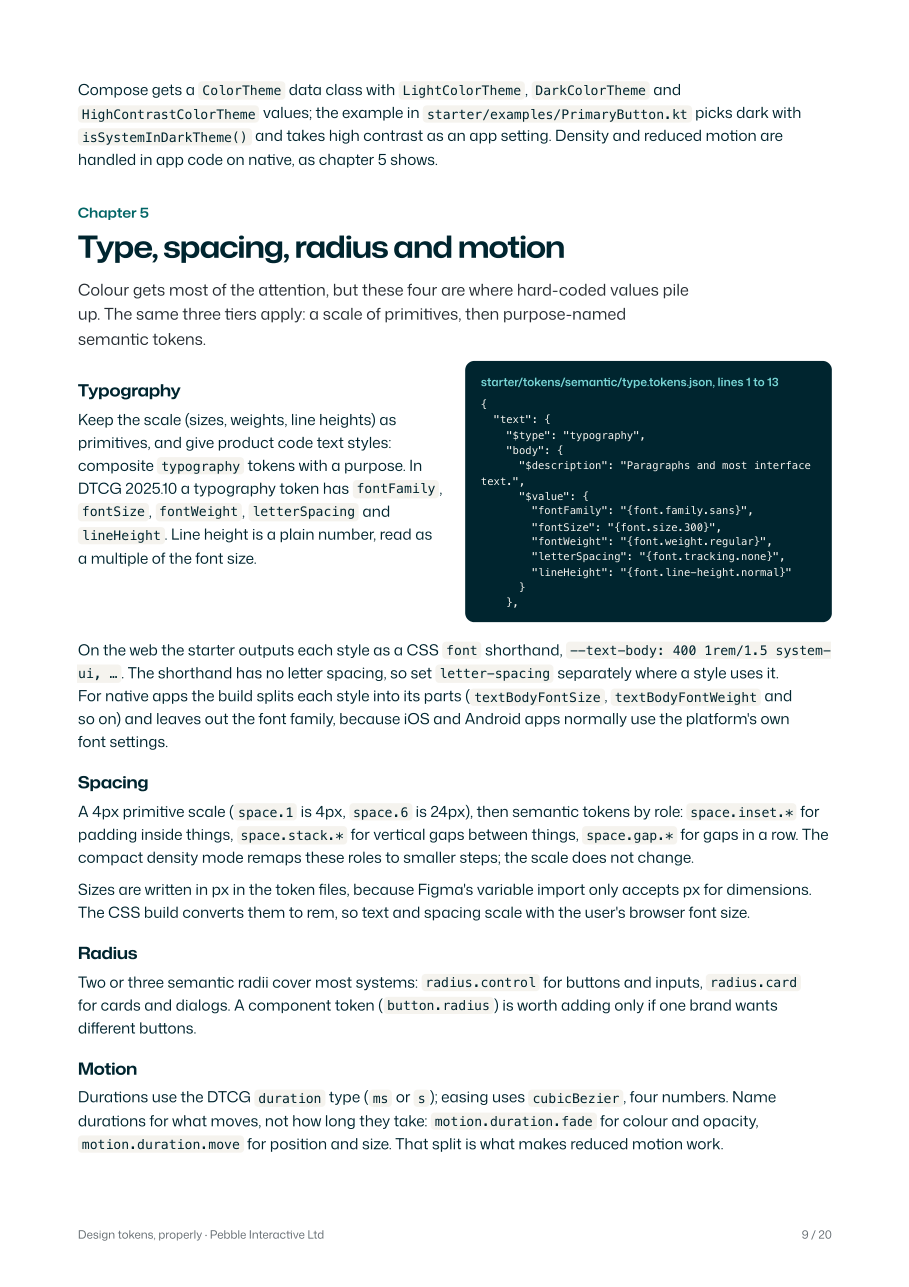 Compose gets a ColorTheme data class with LightColorTheme, DarkColorTheme and
HighContrastColorTheme values; the example in starter/examples/PrimaryButton.kt picks dark with
isSystemInDarkTheme() and takes high contrast as an app setting. Density and reduced motion are
handled in app code on native, as chapter 5 shows.
Chapter 5
Type, spacing, radius and motion
Colour gets most of the attention, but these four are where hard-coded values pile
up. The same three tiers apply: a scale of primitives, then purpose-named
semantic tokens.
Typography
Keep the scale (sizes, weights, line heights) as
primitives, and give product code text styles:
composite typography tokens with a purpose. In
DTCG 2025.10 a typography token has fontFamily,
fontSize, fontWeight, letterSpacing and
lineHeight. Line height is a plain number, read as
a multiple of the font size.
starter/tokens/semantic/type.tokens.json, lines 1 to 13
{
  "text": {
    "$type": "typography",
    "body": {
      "$description": "Paragraphs and most interface
text.",
      "$value": {
        "fontFamily": "{font.family.sans}",
        "fontSize": "{font.size.300}",
        "fontWeight": "{font.weight.regular}",
        "letterSpacing": "{font.tracking.none}",
        "lineHeight": "{font.line-height.normal}"
      }
    },
On the web the starter outputs each style as a CSS font shorthand, --text-body: 400 1rem/1.5 system-
ui, …. The shorthand has no letter spacing, so set letter-spacing separately where a style uses it.
For native apps the build splits each style into its parts (textBodyFontSize, textBodyFontWeight and
so on) and leaves out the font family, because iOS and Android apps normally use the platform's own
font settings.
Spacing
A 4px primitive scale (space.1 is 4px, space.6 is 24px), then semantic tokens by role: space.inset.* for
padding inside things, space.stack.* for vertical gaps between things, space.gap.* for gaps in a row. The
compact density mode remaps these roles to smaller steps; the scale does not change.
Sizes are written in px in the token files, because Figma's variable import only accepts px for dimensions.
The CSS build converts them to rem, so text and spacing scale with the user's browser font size.
Radius
Two or three semantic radii cover most systems: radius.control for buttons and inputs, radius.card
for cards and dialogs. A component token (button.radius) is worth adding only if one brand wants
different buttons.
Motion
Durations use the DTCG duration type (ms or s); easing uses cubicBezier, four numbers. Name
durations for what moves, not how long they take: motion.duration.fade for colour and opacity,
motion.duration.move for position and size. That split is what makes reduced motion work.
Design tokens, properly · Pebble Interactive Ltd
9 / 20